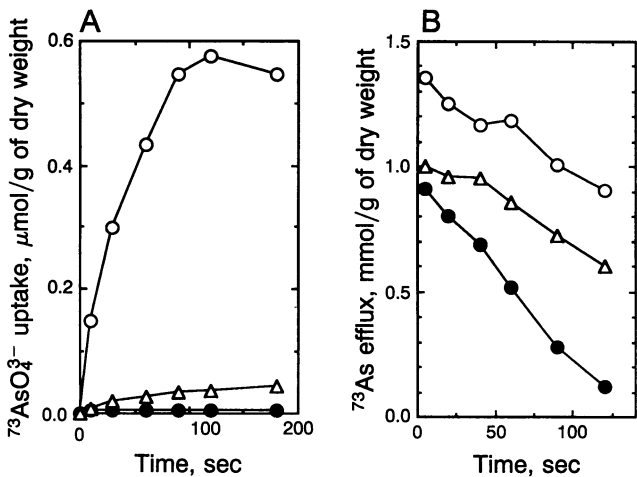 A
0.6
0.4
0.2
0.0
0
100
200
Time, sec
⁷³AsO₄³⁻ uptake, µmol/g of dry weight
B
1.5
1.0
0.5
0.0
0
50
100
Time, sec
⁷³As efflux, mmol/g of dry weight